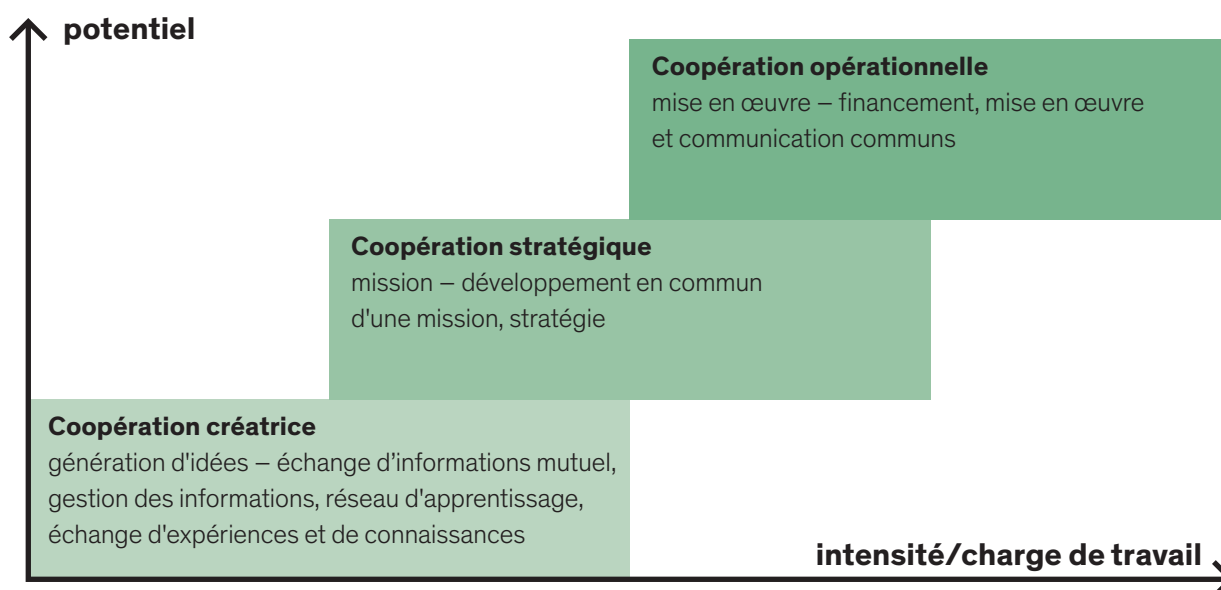 potentiel
Coopération opérationnelle
mise en œuvre – financement, mise en œuvre
et communication communs
Coopération stratégique
mission – développement en commun
d'une mission, stratégie
Coopération créatrice
génération d'idées – échange d’informations mutuel,
gestion des informations, réseau d'apprentissage,
échange d'expériences et de connaissances
intensité/charge de travail